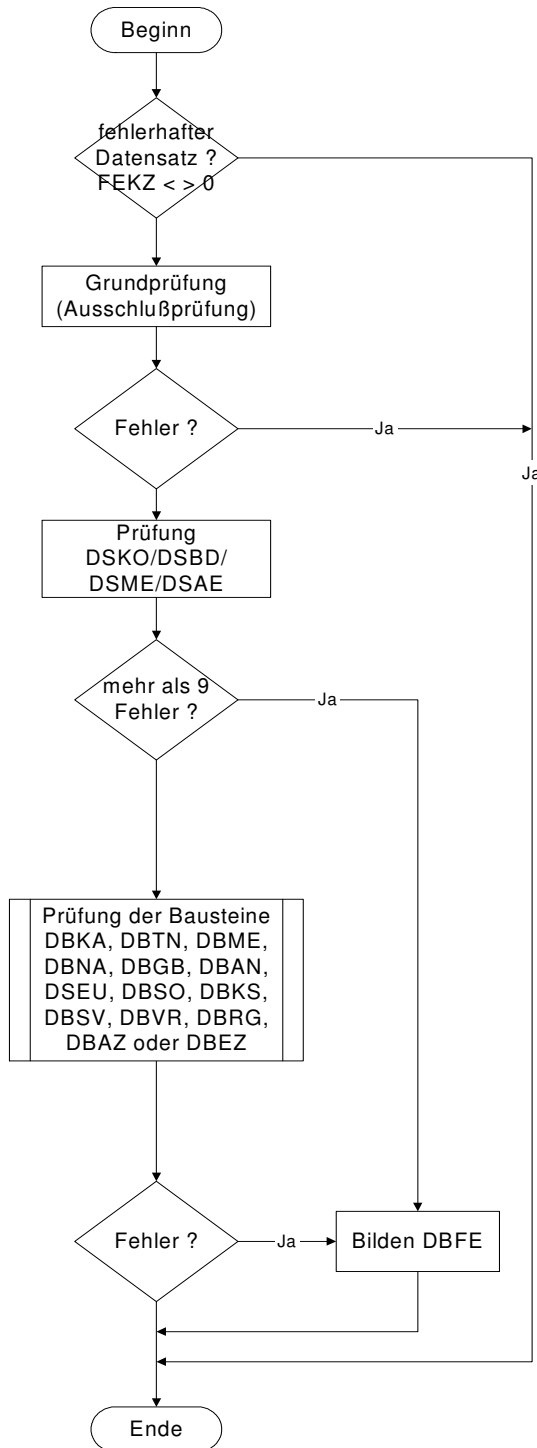 Beginn
fehlerhafter
Datensatz ?
FEKZ < > 0
Grundprüfung
(Ausschlußprüfung)
Fehler ?
Ja
Ja
Prüfung
DSKO/DSBD/
DSME/DSAE
mehr als 9
Fehler ?
Ja
Prüfung der Bausteine
DBKA, DBTN, DBME,
DBNA, DBGB, DBAN,
DSEU, DBSO, DBKS,
DBSV, DBVR, DBRG,
DBAZ oder DBEZ
Fehler ?
Ja
Bilden DBFE
Ende